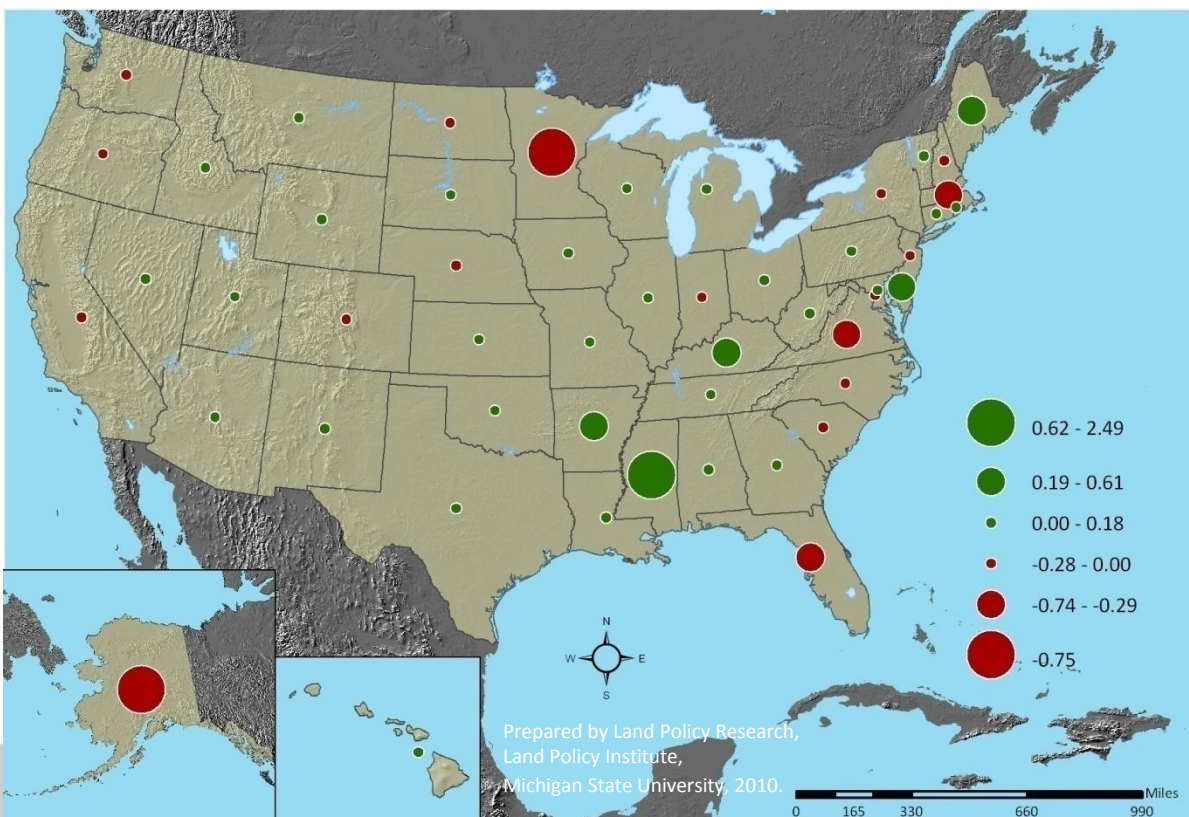 0.62 - 2.49
0.19 - 0.61
0.00 - 0.18
-0.28 - 0.00
-0.74 - -0.29
-0.75
N
W E
S
Prepared by Land Policy Research,
Land Policy Institute,
Michigan State University, 2010.
Miles
0 165 330 660 990